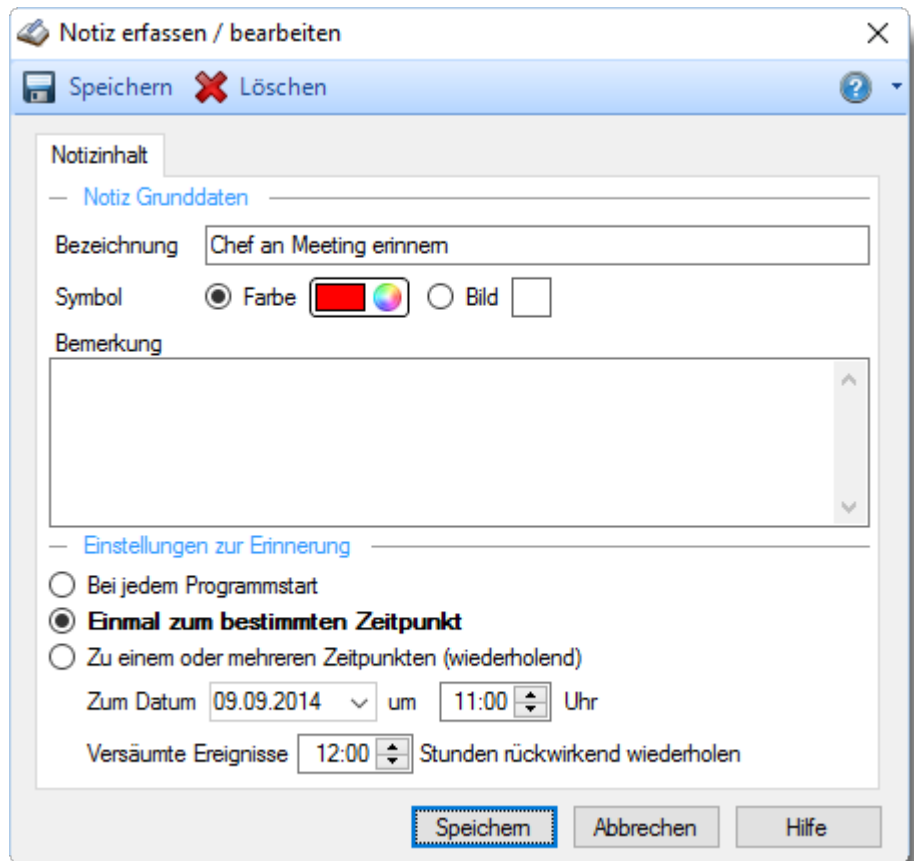 Notiz erfassen / bearbeiten
Speichern Löschen
Notizinhalt
Notiz Grunddaten
Bezeichnung Chef an Meeting erinnern
Symbol Farbe Bild
Bemerkung
Einstellungen zur Erinnerung
Bei jedem Programmstart
Einmal zum bestimmten Zeitpunkt
Zu einem oder mehreren Zeitpunkten (wiederholend)
Zum Datum 09.09.2014 um 11:00 Uhr
Versäumte Ereignisse 12:00 Stunden rückwirkend wiederholen
Speichern Abbrechen Hilfe